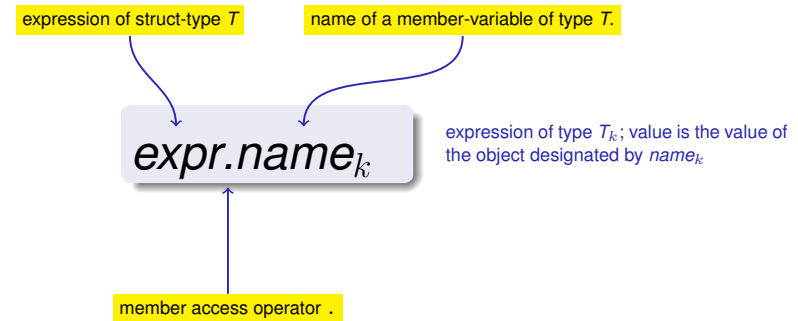 expression of struct-type T
name of a member-variable of type T.
expr.nameₖ
expression of type Tₖ; value is the value of
the object designated by nameₖ
member access operator .